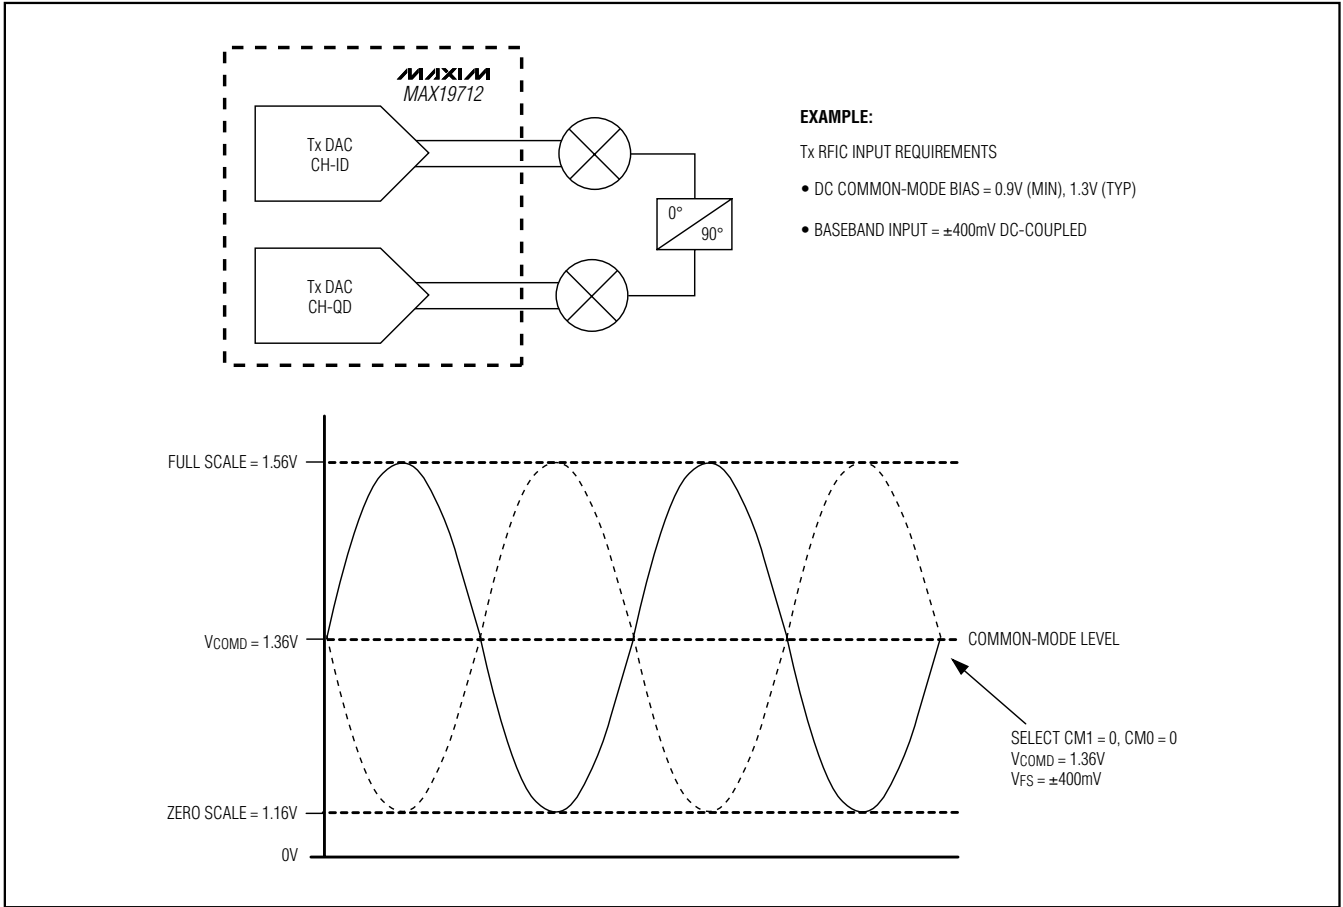 MAXIM
MAX19712
Tx DAC
CH-ID
Tx DAC
CH-QD
0°
90°
EXAMPLE:
Tx RFIC INPUT REQUIREMENTS
• DC COMMON-MODE BIAS = 0.9V (MIN), 1.3V (TYP)
• BASEBAND INPUT = ±400mV DC-COUPLED
FULL SCALE = 1.56V
VCOMD = 1.36V
COMMON-MODE LEVEL
SELECT CM1 = 0, CM0 = 0
VCOMD = 1.36V
VFS = ±400mV
ZERO SCALE = 1.16V
0V